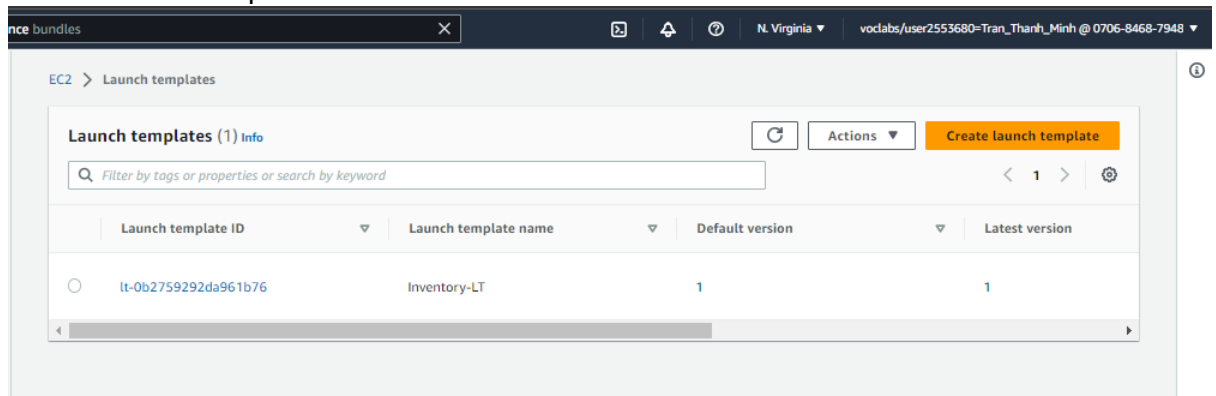 nce bundles
N. Virginia ▼
voclabs/user2553680=Tran_Thanh_Minh @ 0706-8468-7948 ▼
EC2 > Launch templates
Launch templates (1) Info
Actions ▼
Create launch template
Filter by tags or properties or search by keyword
< 1 >
Launch template ID
Launch template name
Default version
Latest version
lt-0b2759292da961b76
Inventory-LT
1
1